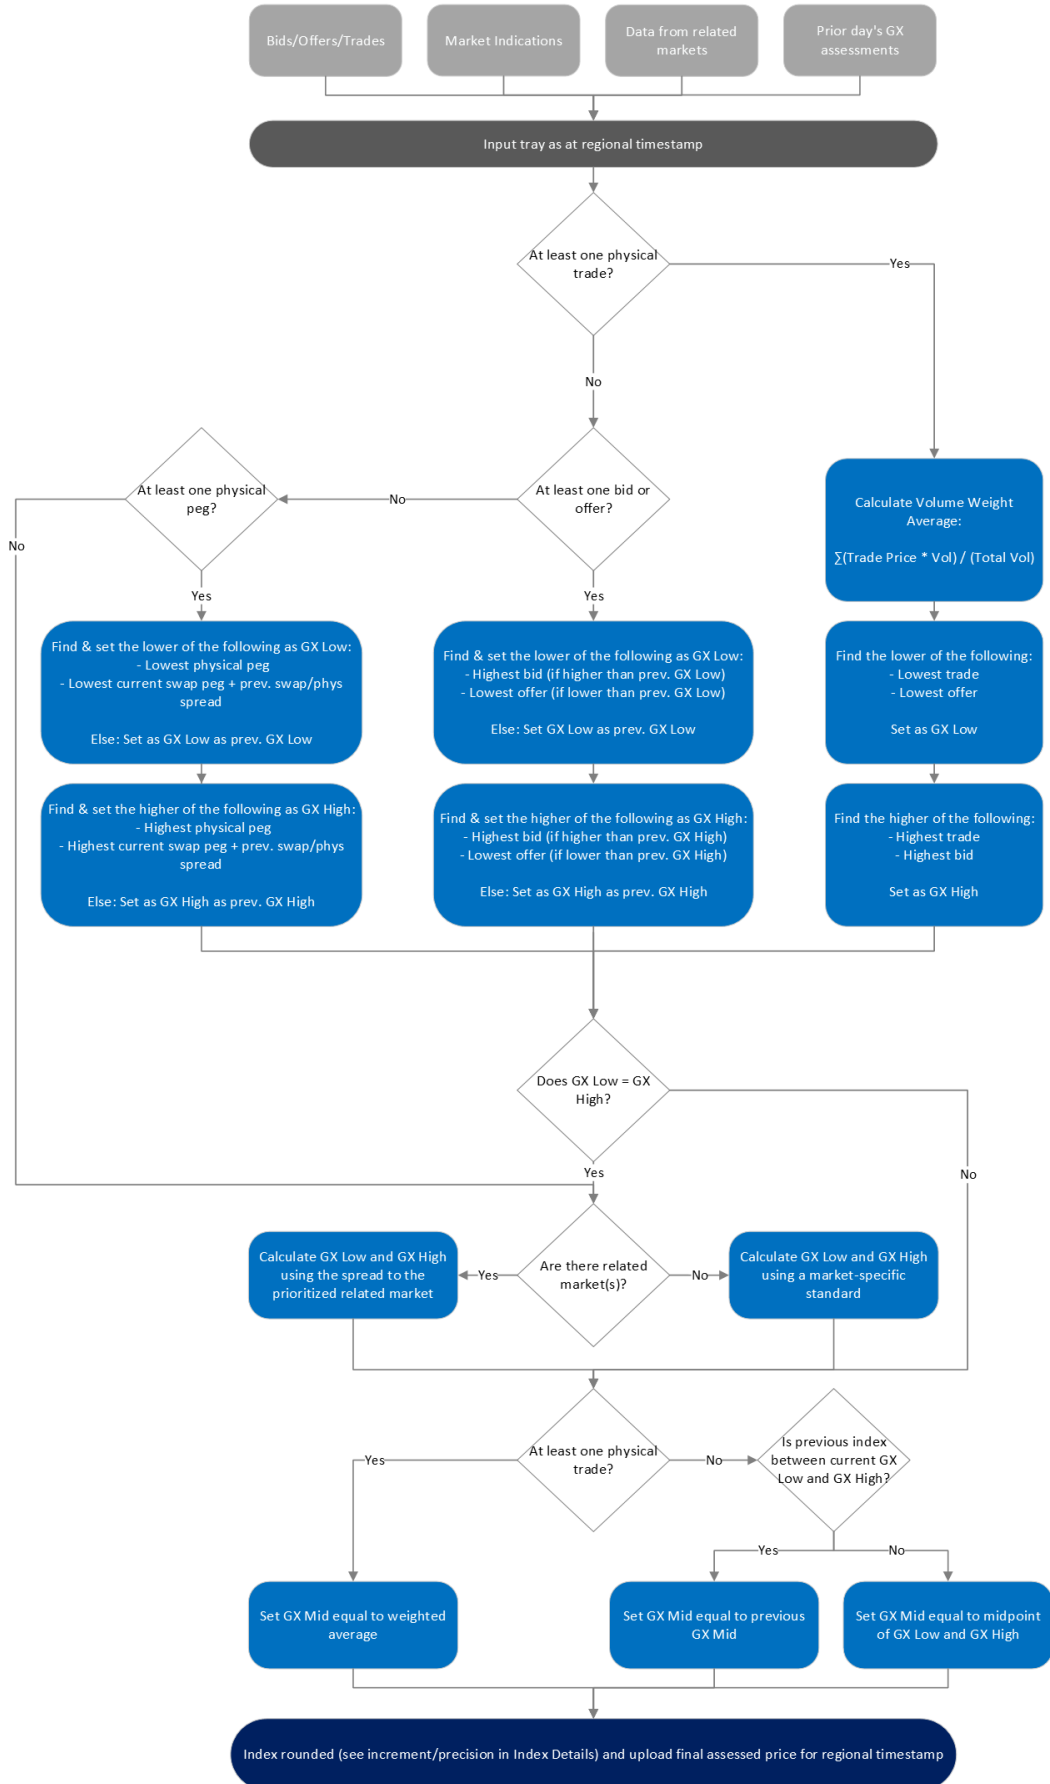 Bids/Offers/Trades
Market Indications
Data from related
markets
Prior day's GX
assessments
Input tray as at regional timestamp
At least one physical
trade?
Yes
No
At least one physical
peg?
No
At least one bid or
offer?
Calculate Volume Weight
Average:
∑(Trade Price * Vol) / (Total Vol)
No
Yes
Yes
Find & set the lower of the following as GX Low:
- Lowest physical peg
- Lowest current swap peg + prev. swap/phys
spread
Else: Set as GX Low as prev. GX Low
Find & set the lower of the following as GX Low:
- Highest bid (if higher than prev. GX Low)
- Lowest offer (if lower than prev. GX Low)
Else: Set GX Low as prev. GX Low
Find the lower of the following:
- Lowest trade
- Lowest offer
Set as GX Low
Find & set the higher of the following as GX High:
- Highest physical peg
- Highest current swap peg + prev. swap/phys
spread
Else: Set as GX High as prev. GX High
Find & set the higher of the following as GX High:
- Highest bid (if higher than prev. GX High)
- Lowest offer (if lower than prev. GX High)
Else: Set as GX High as prev. GX High
Find the higher of the following:
- Highest trade
- Highest bid
Set as GX High
Does GX Low = GX
High?
Yes
No
Calculate GX Low and GX High
using the spread to the
prioritized related market
Yes
Are there related
market(s)?
No
Calculate GX Low and GX High
using a market-specific
standard
Yes
At least one physical
trade?
No
Is previous index
between current GX
Low and GX High?
Yes
No
Set GX Mid equal to weighted
average
Set GX Mid equal to previous
GX Mid
Set GX Mid equal to midpoint
of GX Low and GX High
Index rounded (see increment/precision in Index Details) and upload final assessed price for regional timestamp